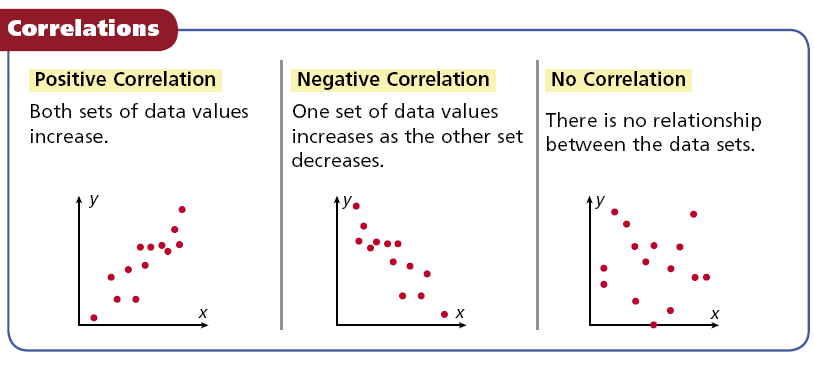 Correlations
Positive Correlation
Both sets of data values
increase.
y
x
Negative Correlation
One set of data values
increases as the other set
decreases.
y
x
No Correlation
There is no relationship
between the data sets.
y
x